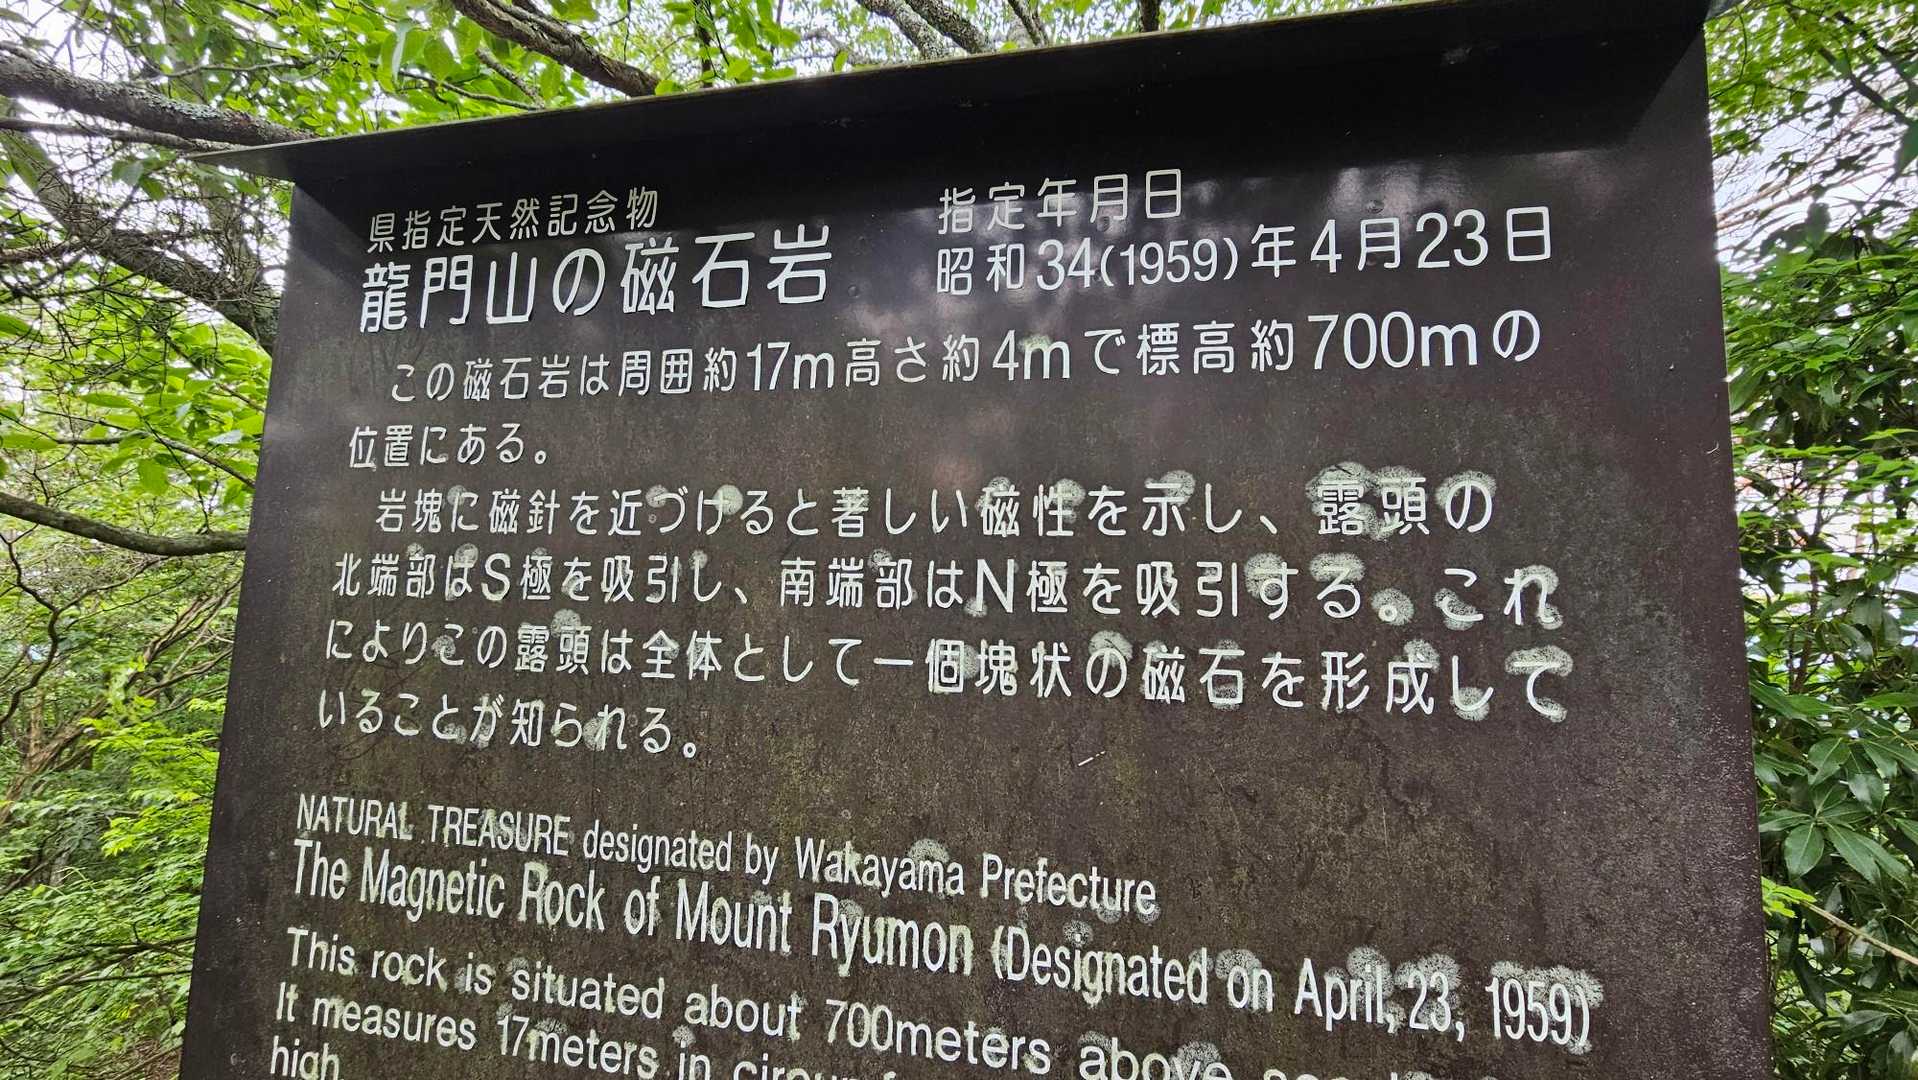 県指定天然記念物
龍門山の磁石岩
指定年月日
昭和34(1959)年4月23日
この磁石岩は周囲約17m高さ約4mで標高約700mの
位置にある。
岩塊に磁針を近づけると著しい磁性を示し、露頭の
北端部はS極を吸引し、南端部はN極を吸引する。これ
によりこの露頭は全体として一個塊状の磁石を形成して
いることが知られる。
NATURAL TREASURE designated by Wakayama Prefecture
The Magnetic Rock of Mount Ryumon (Designated on April, 23, 1959)
This rock is situated about 700meters above
It measures 17meters in
high.